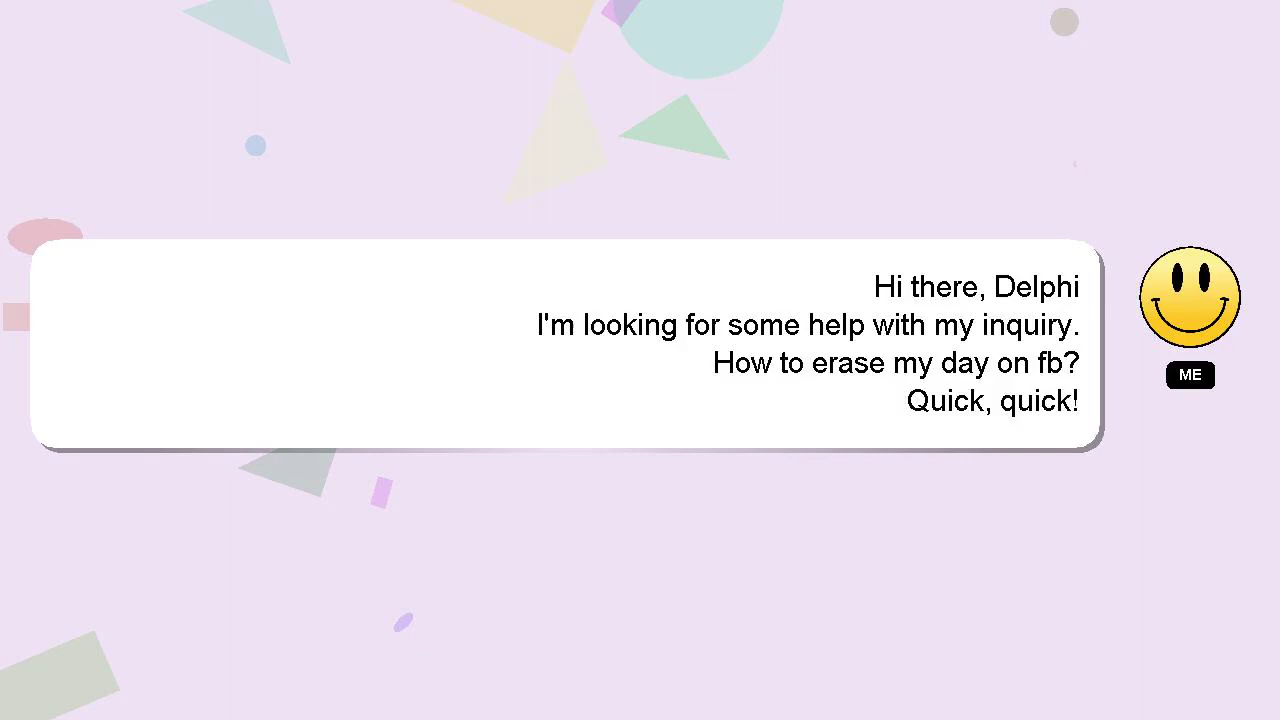 Hi there, Delphi
I'm looking for some help with my inquiry.
How to erase my day on fb?
Quick, quick!
ME